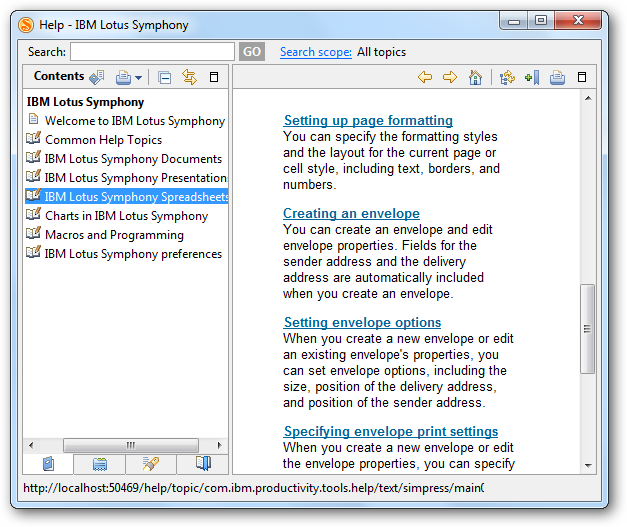 Help - IBM Lotus Symphony
Search:
GO
Search scope: All topics
Contents
IBM Lotus Symphony
Welcome to IBM Lotus Symphony
Common Help Topics
IBM Lotus Symphony Documents
IBM Lotus Symphony Presentation
IBM Lotus Symphony Spreadsheets
Charts in IBM Lotus Symphony
Macros and Programming
IBM Lotus Symphony preferences
Setting up page formatting
You can specify the formatting styles
and the layout for the current page or
cell style, including text, borders, and
numbers.
Creating an envelope
You can create an envelope and edit
envelope properties. Fields for the
sender address and the delivery
address are automatically included
when you create an envelope.
Setting envelope options
When you create a new envelope or edit
an existing envelope's properties, you
can set envelope options, including the
size, position of the delivery address,
and position of the sender address.
Specifying envelope print settings
When you create a new envelope or edit
the envelope properties, you can specify
http://localhost:50469/help/topic/com.ibm.productivity.tools.help/text/simpress/main0